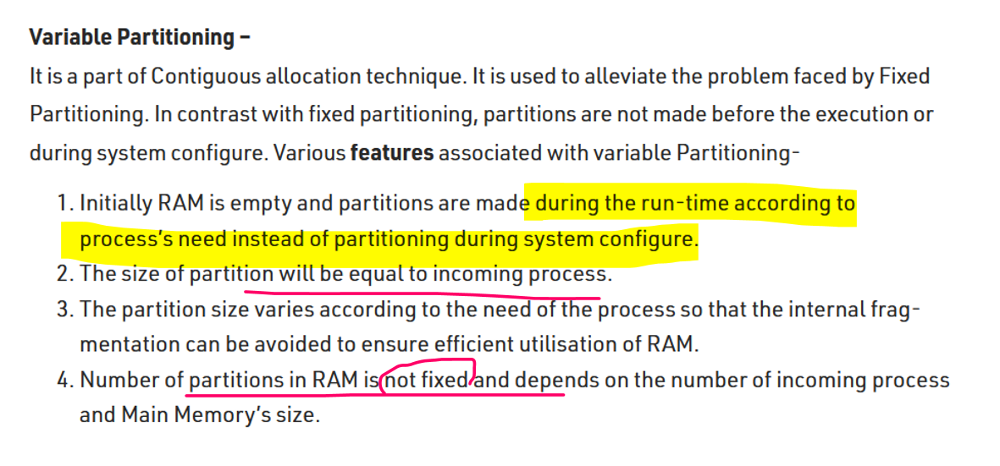 Variable Partitioning –
It is a part of Contiguous allocation technique. It is used to alleviate the problem faced by Fixed
Partitioning. In contrast with fixed partitioning, partitions are not made before the execution or
during system configure. Various features associated with variable Partitioning-
1. Initially RAM is empty and partitions are made during the run-time according to
process's need instead of partitioning during system configure.
2. The size of partition will be equal to incoming process.
3. The partition size varies according to the need of the process so that the internal frag-
mentation can be avoided to ensure efficient utilisation of RAM.
4. Number of partitions in RAM is not fixed and depends on the number of incoming process
and Main Memory's size.